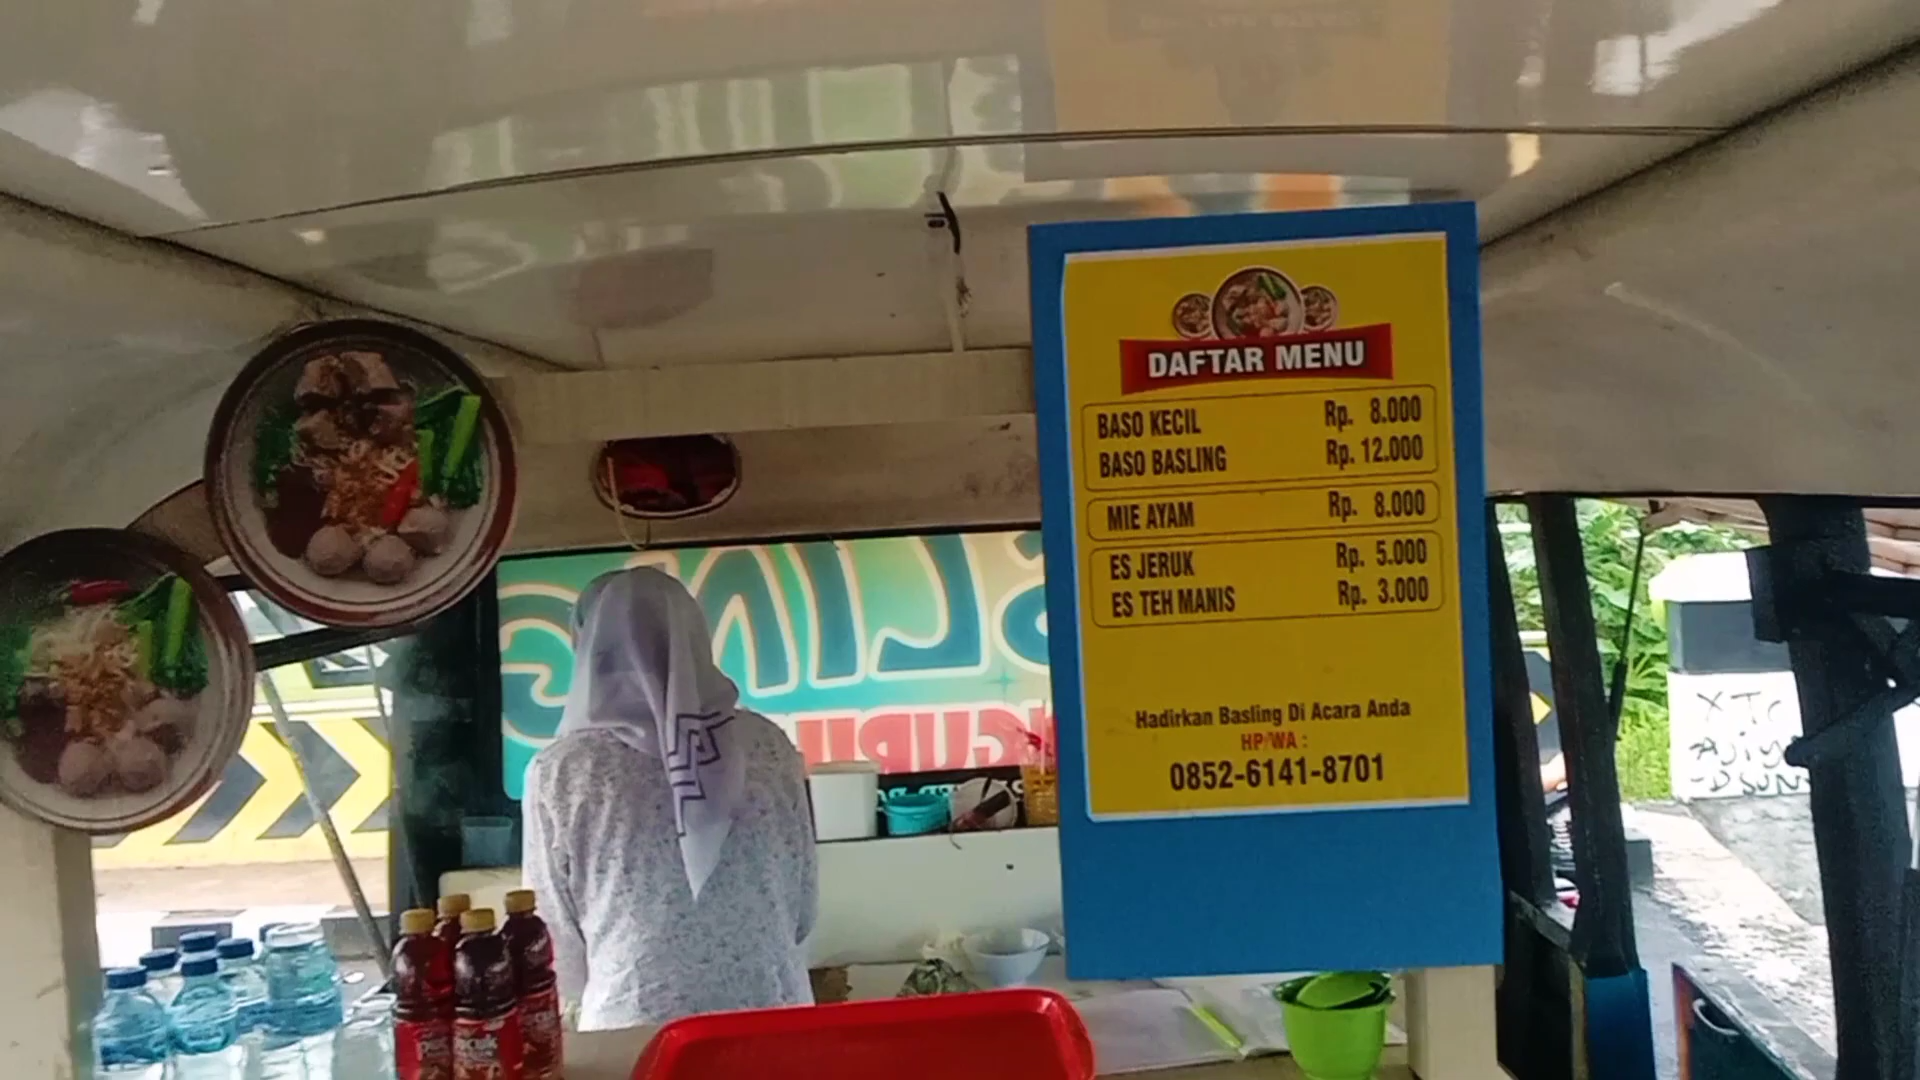 DAFTAR MENU
BASO KECIL Rp. 8.000
BASO BASLING Rp. 12.000
MIE AYAM Rp. 8.000
ES JERUK Rp. 5.000
ES TEH MANIS Rp. 3.000
Hadirkan Basling Di Acara Anda
HP/WA :
0852-6141-8701
pucuk